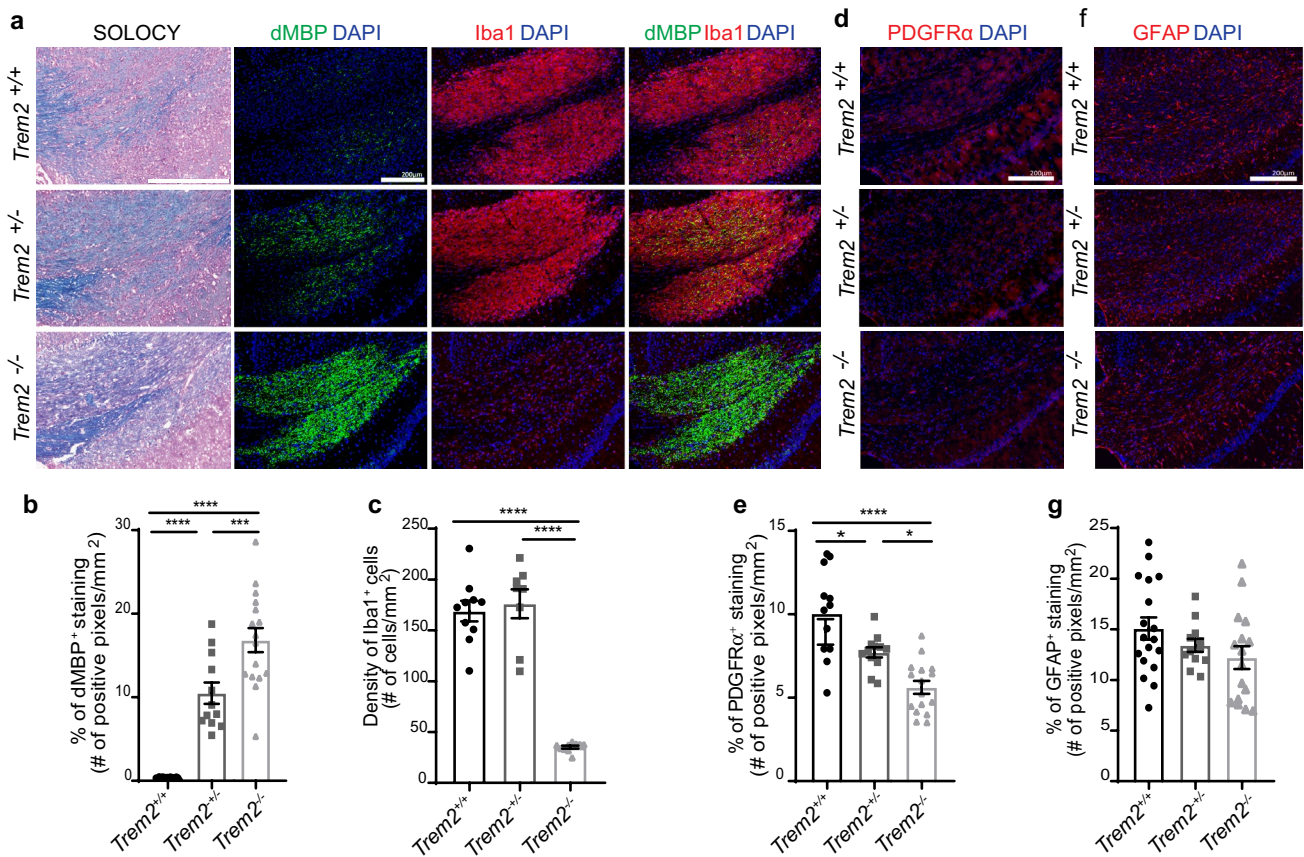 a
d
f
SOLOCY
dMBP DAPI
Iba1 DAPI
dMBP Iba1 DAPI
PDGFRα DAPI
GFAP DAPI
Trem2 +/+
200µm
Trem2 +/+
200µm
Trem2 +/+
200µm
Trem2 +/-
Trem2 +/-
Trem2 +/-
Trem2 -/-
Trem2 -/-
Trem2 -/-
b
% of dMBP+ staining
(# of positive pixels/mm 2)
30
20
10
0
****
****
***
Trem2+/+
Trem2+/-
Trem2-/-
c
Density of Iba1+ cells
(# of cells/mm 2)
250
200
150
100
50
0
****
****
Trem2+/+
Trem2+/-
Trem2-/-
e
% of PDGFRα+ staining
(# of positive pixels/mm2)
15
10
5
0
****
*
*
Trem2+/+
Trem2+/-
Trem2-/-
g
% of GFAP+ staining
(# of positive pixels/mm2)
25
20
15
10
5
0
Trem2+/+
Trem2+/-
Trem2-/-